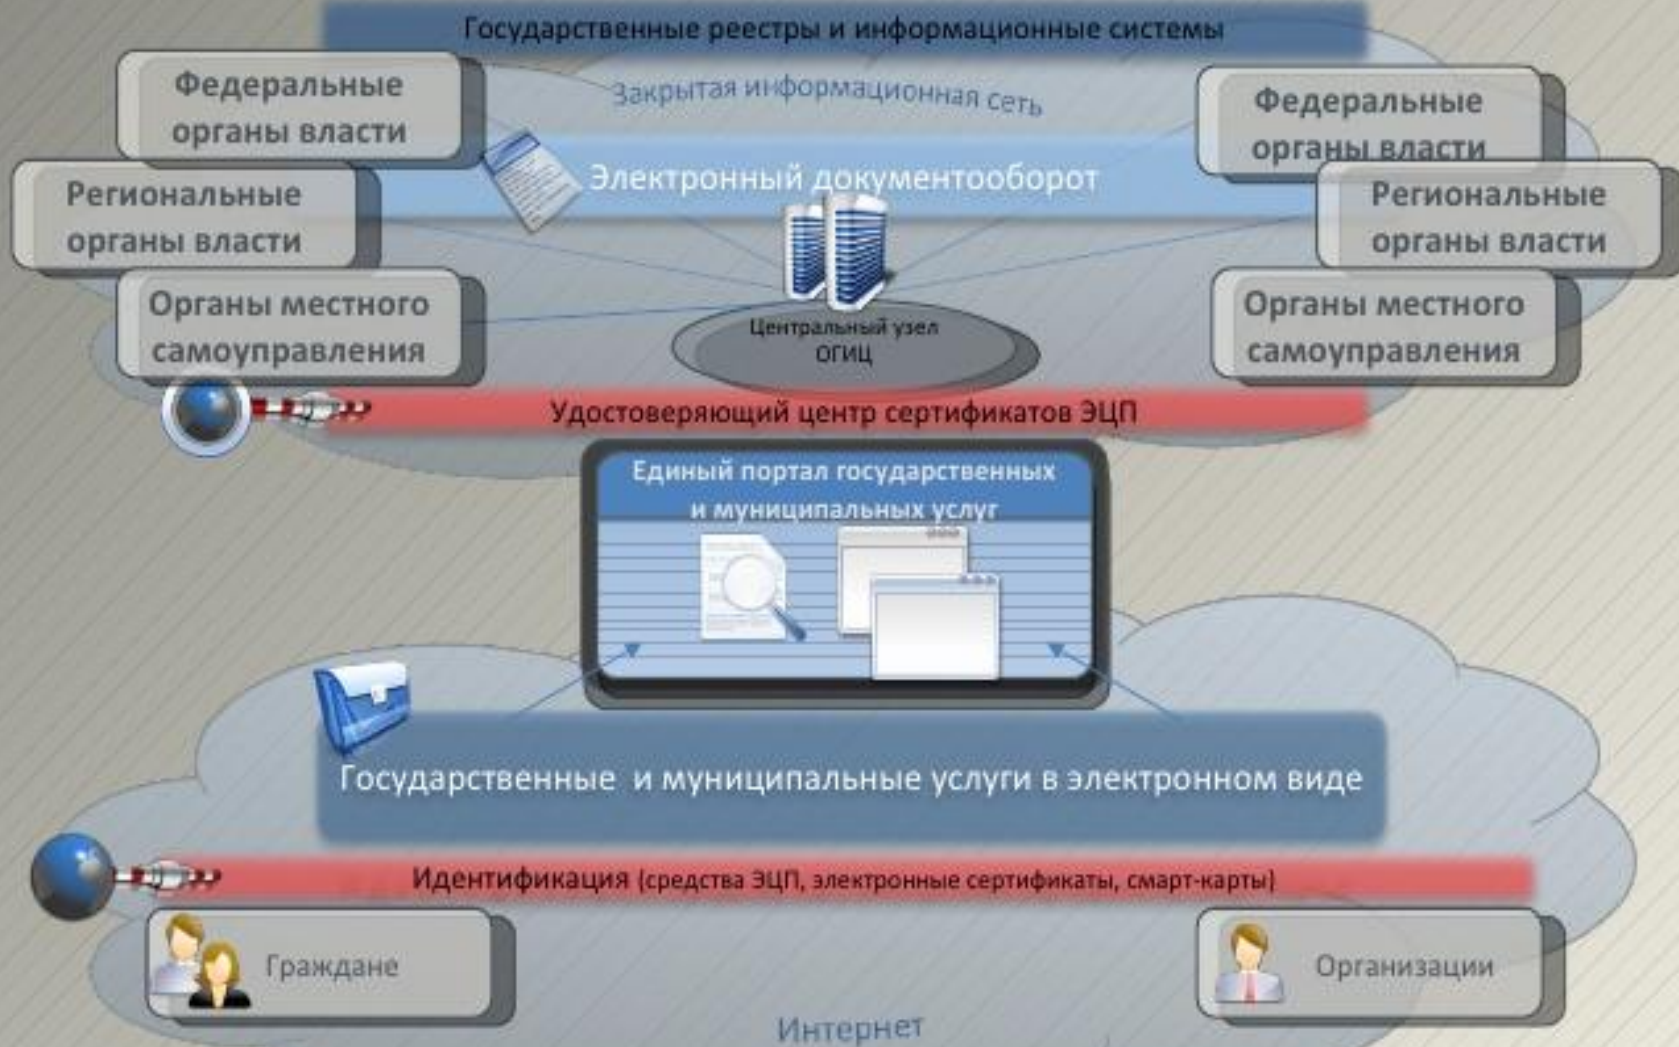 Государственные реестры и информационные системы
Закрытая информационная сеть
Федеральные
органы власти
Федеральные
органы власти
Электронный документооборот
Региональные
органы власти
Региональные
органы власти
Органы местного
самоуправления
Центральный узел
ОГИЦ
Органы местного
самоуправления
Удостоверяющий центр сертификатов ЭЦП
Единый портал государственных
и муниципальных услуг
Государственные и муниципальные услуги в электронном виде
Идентификация (средства ЭЦП, электронные сертификаты, смарт-карты)
Граждане
Организации
Интернет